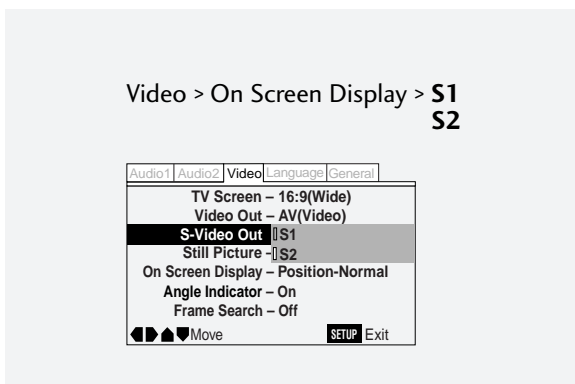 Video > On Screen Display > S1
S2
Audio1 Audio2 Video Language General
TV Screen – 16:9(Wide)
Video Out – AV(Video)
S-Video Out S1
Still Picture - S2
On Screen Display – Position-Normal
Angle Indicator – On
Frame Search – Off
Move SETUP Exit